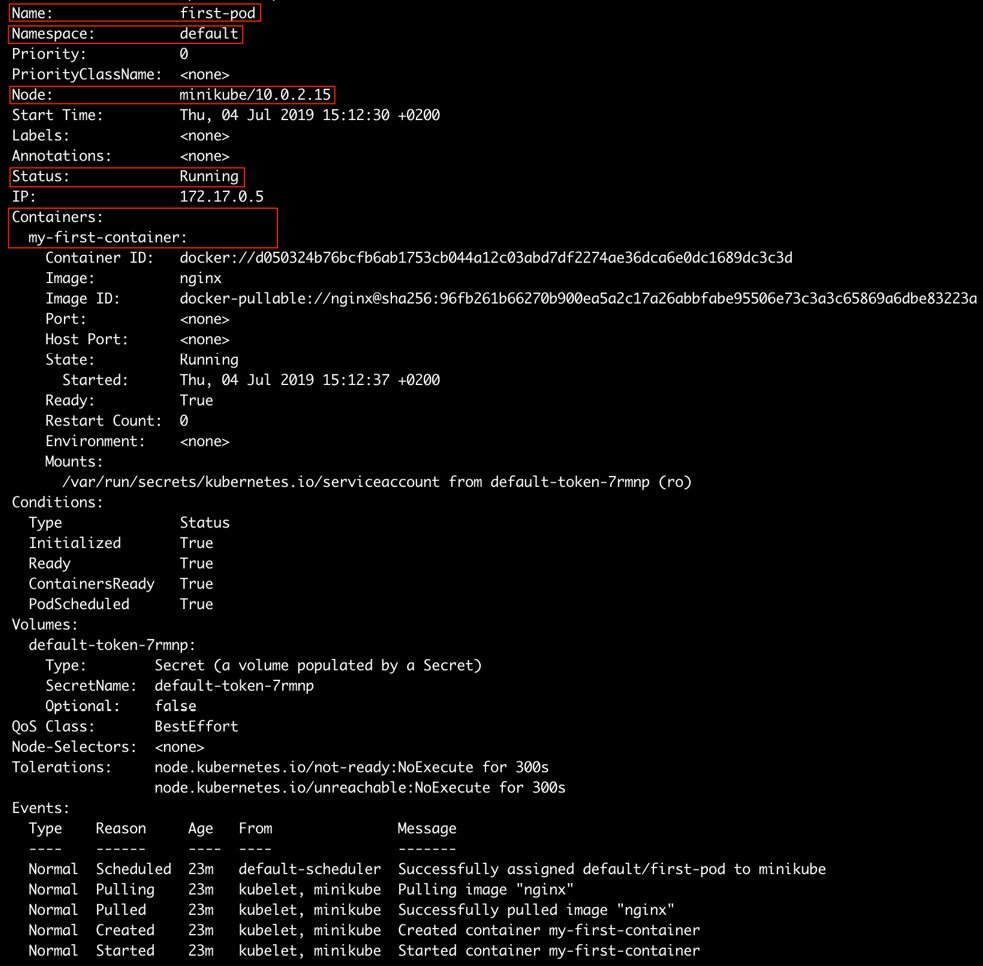 Name:               first-pod
Namespace:          default
Priority:           0
PriorityClassName:  <none>
Node:               minikube/10.0.2.15
Start Time:         Thu, 04 Jul 2019 15:12:30 +0200
Labels:             <none>
Annotations:        <none>
Status:             Running
IP:                 172.17.0.5
Containers:
  my-first-container:
    Container ID:   docker://d050324b76bcfb6ab1753cb044a12c03abd7df2274ae36dca6e0dc1689dc3c3d
    Image:          nginx
    Image ID:       docker-pullable://nginx@sha256:96fb261b66270b900ea5a2c17a26abbfabe95506e73c3a3c65869a6dbe83223a
    Port:           <none>
    Host Port:      <none>
    State:          Running
      Started:      Thu, 04 Jul 2019 15:12:37 +0200
    Ready:          True
    Restart Count:  0
    Environment:    <none>
    Mounts:
      /var/run/secrets/kubernetes.io/serviceaccount from default-token-7rmnp (ro)
Conditions:
  Type              Status
  Initialized       True
  Ready             True
  ContainersReady   True
  PodScheduled      True
Volumes:
  default-token-7rmnp:
    Type:        Secret (a volume populated by a Secret)
    SecretName:  default-token-7rmnp
    Optional:    false
QoS Class:       BestEffort
Node-Selectors:  <none>
Tolerations:     node.kubernetes.io/not-ready:NoExecute for 300s
                 node.kubernetes.io/unreachable:NoExecute for 300s
Events:
  Type    Reason     Age   From               Message
  ----    ------     ----  ----               -------
  Normal  Scheduled  23m   default-scheduler  Successfully assigned default/first-pod to minikube
  Normal  Pulling    23m   kubelet, minikube  Pulling image "nginx"
  Normal  Pulled     23m   kubelet, minikube  Successfully pulled image "nginx"
  Normal  Created    23m   kubelet, minikube  Created container my-first-container
  Normal  Started    23m   kubelet, minikube  Started container my-first-container